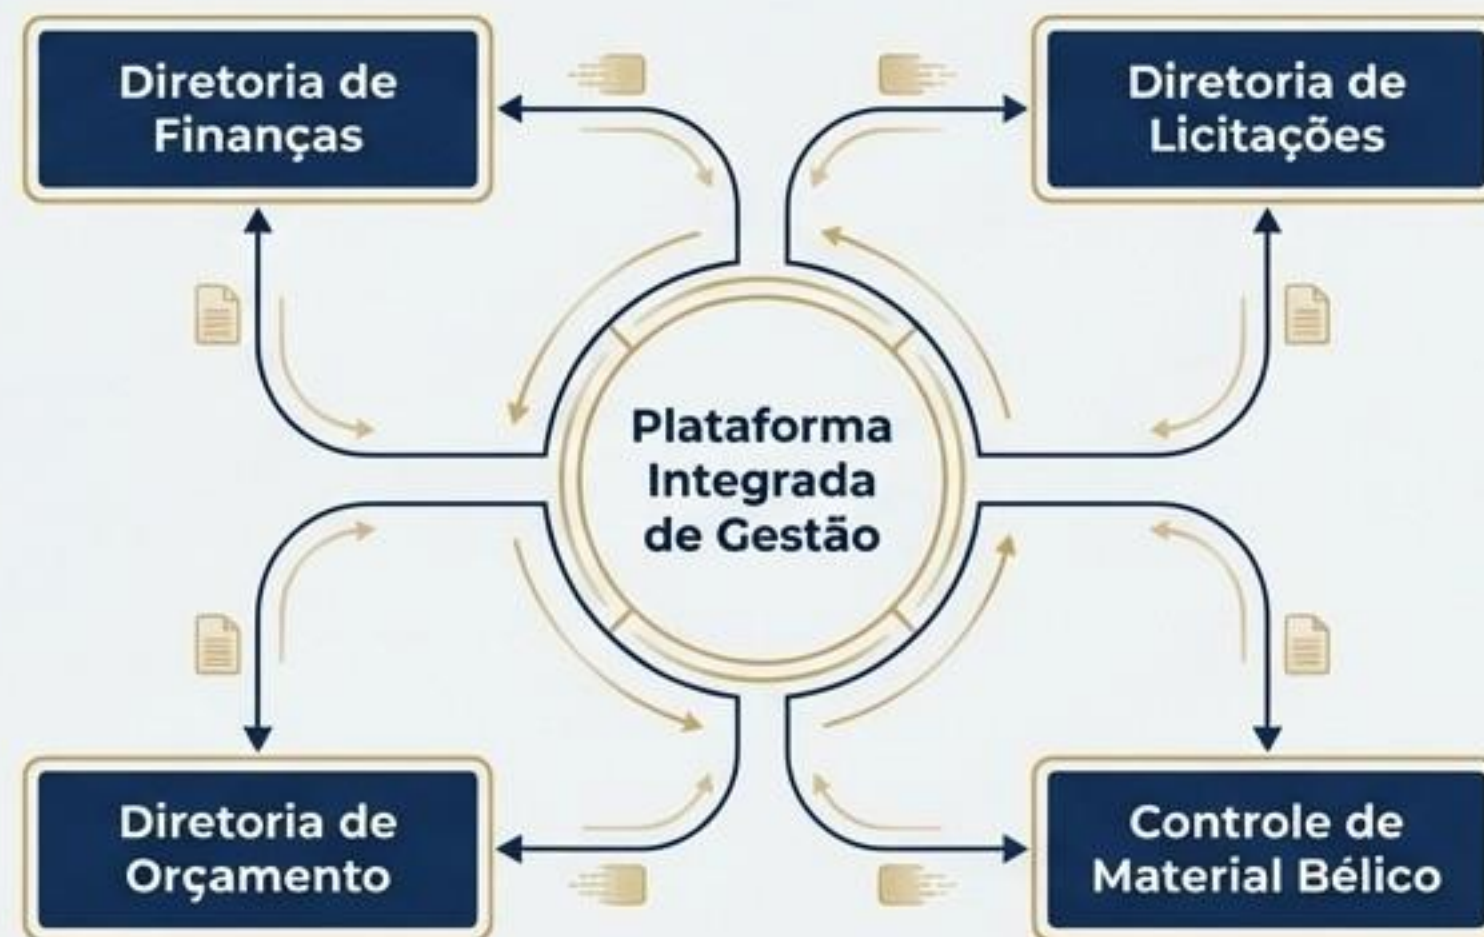 Diretoria de
Finanças
Diretoria de
Licitações
Plataforma
Integrada
de Gestão
Diretoria de
Orçamento
Controle de
Material Bélico